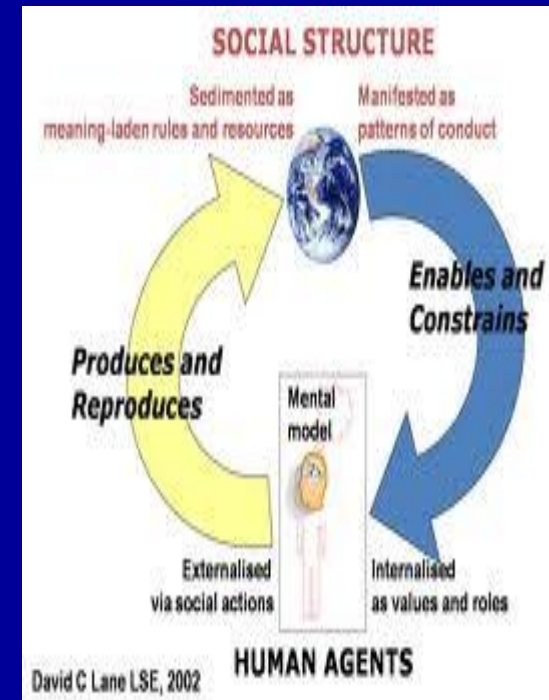 SOCIAL STRUCTURE
Sedimented as
meaning-laden rules and resources
Manifested as
patterns of conduct
Enables and
Constrains
Produces and
Reproduces
Mental
model
Externalised
via social actions
Internalised
as values and roles
HUMAN AGENTS
David C Lane LSE, 2002